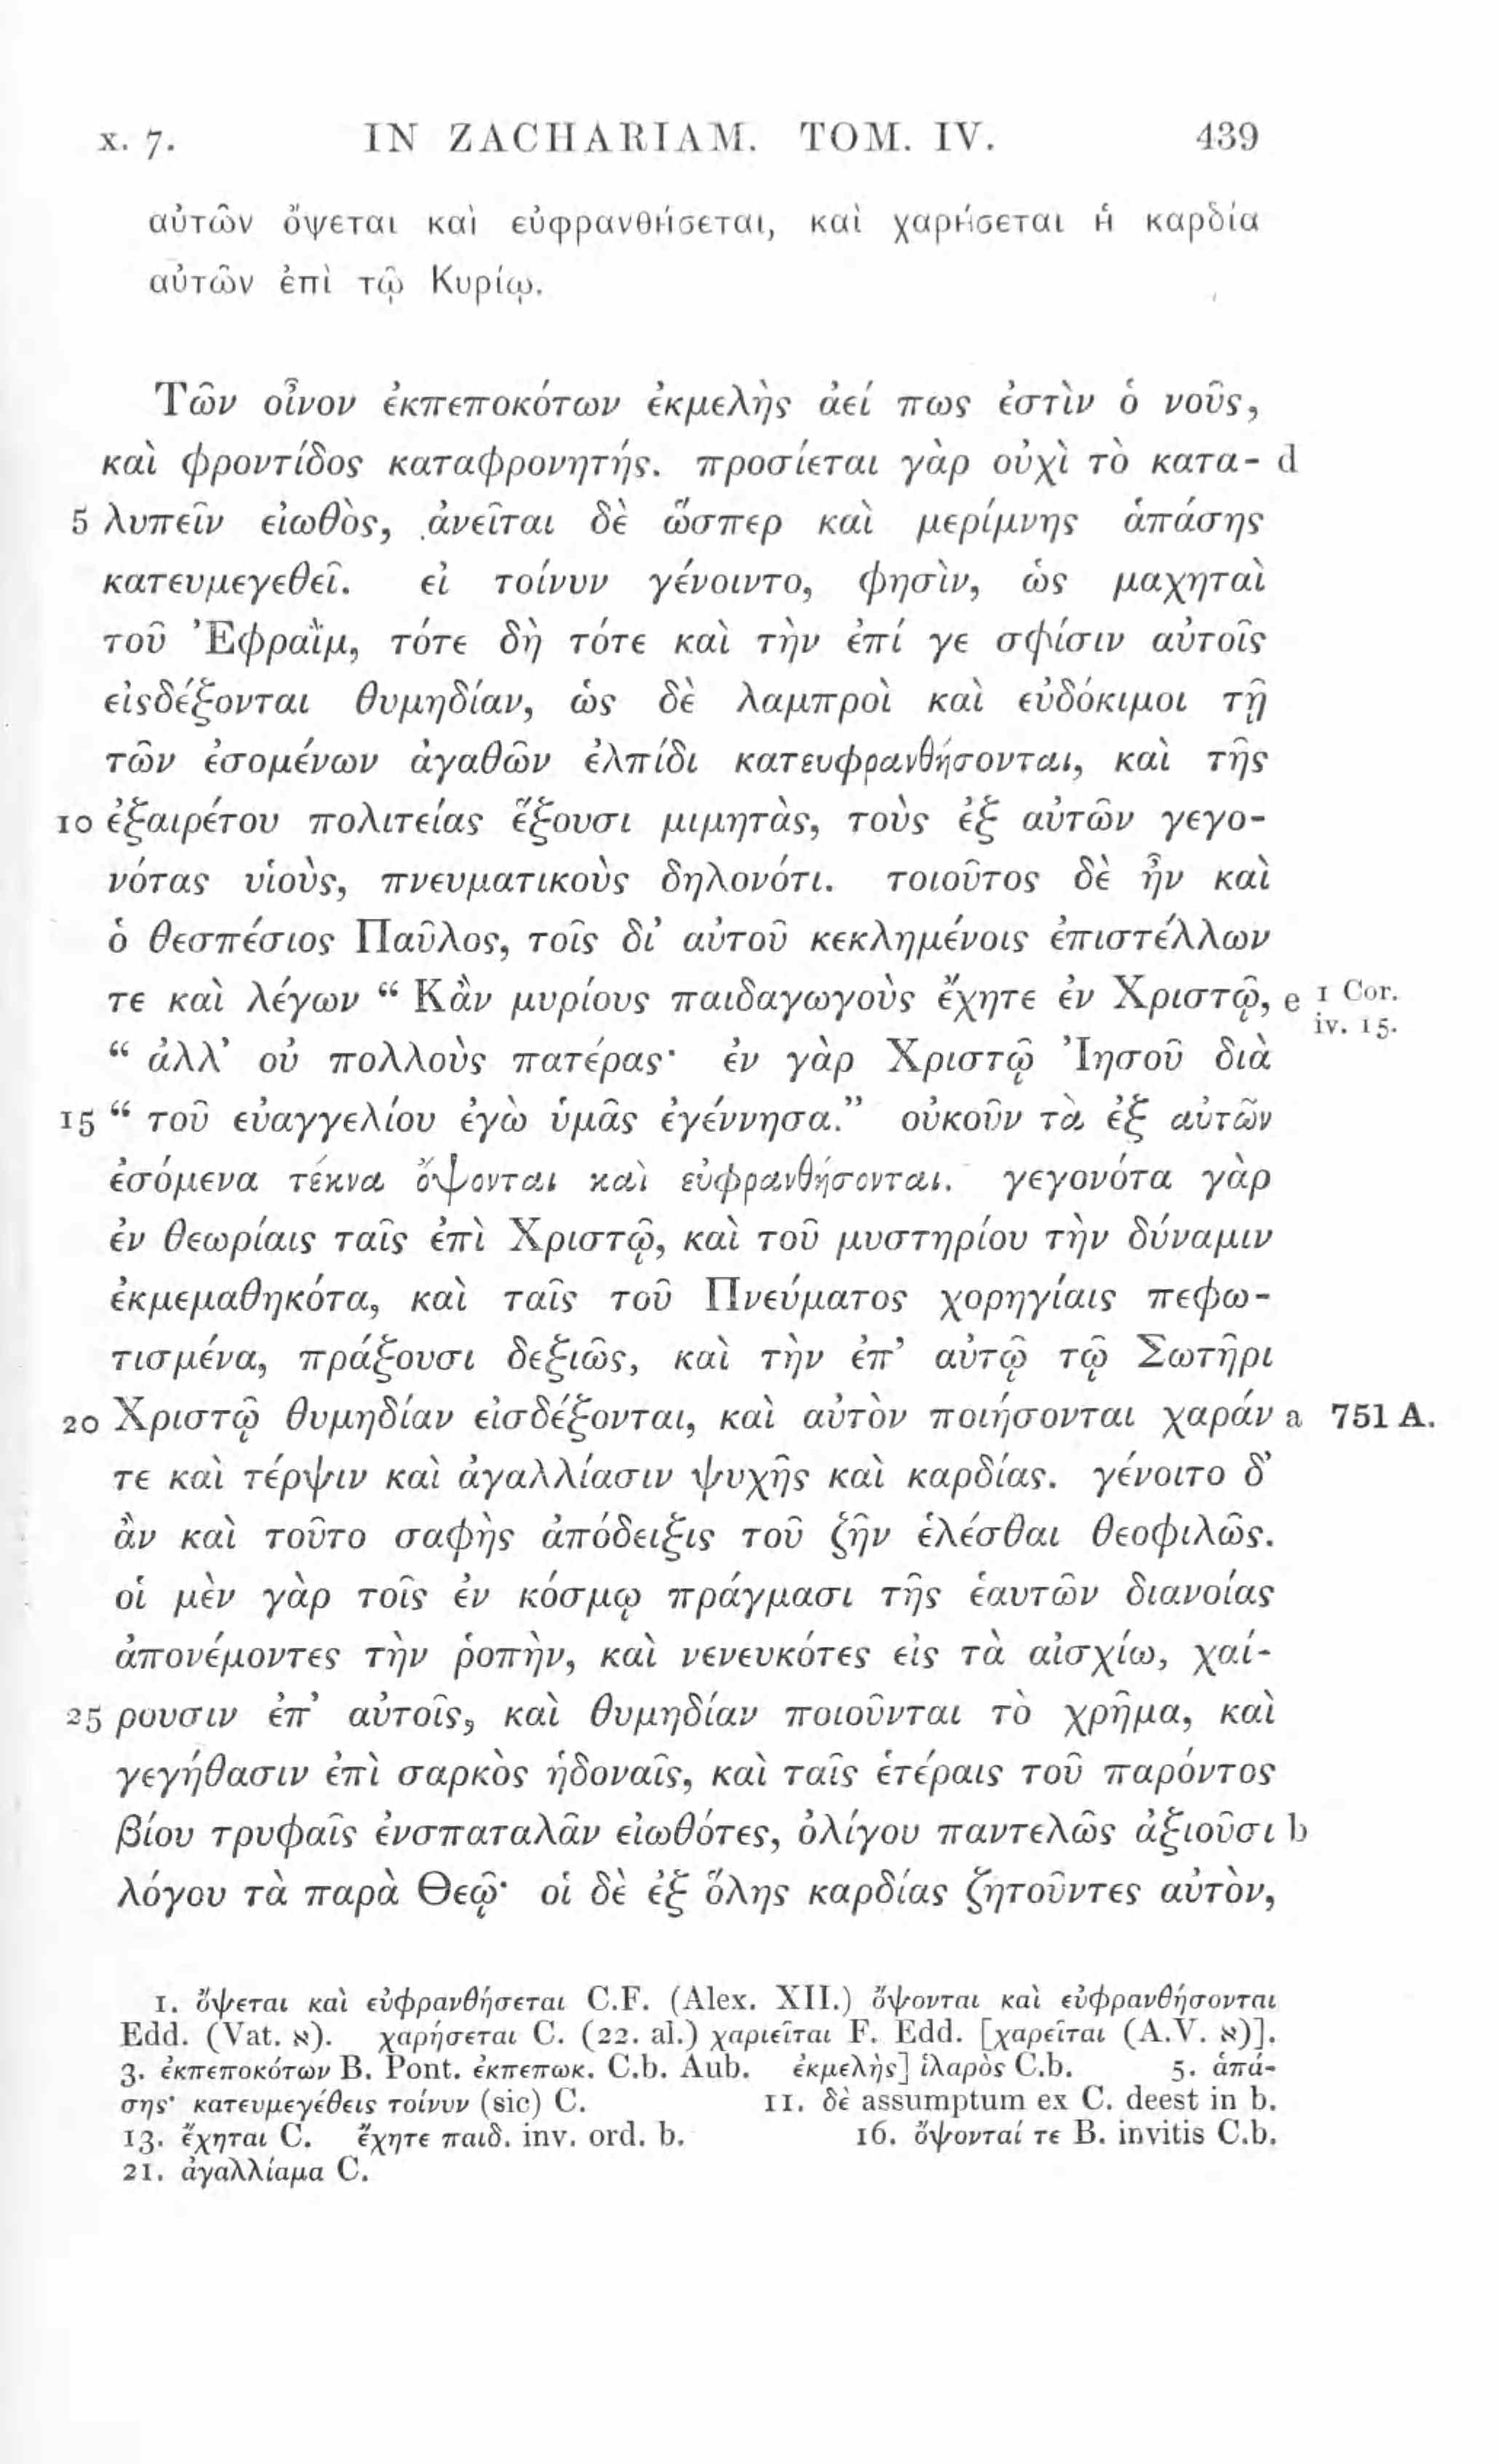 x. 7. IN ZACHARIAM. TOM. IV. 439
αὐτῶν ὄψεται καὶ εὐφρανθήσεται, καὶ χαρήσεται ἡ καρδία
αὐτῶν ἐπὶ τῷ Κυρίῳ.
Τῶν οἶνον ἐκπεποκότων ἐκμελὴς ἀεί πως ἐστὶν ὁ νοῦς,
καὶ φροντίδος καταφρονητής. προσίεται γὰρ οὐχὶ τὸ κατα- d
5 λυπεῖν εἰωθὸς, ἀνεῖται δὲ ὥσπερ καὶ μερίμνης ἁπάσης
κατευμεγεθεῖ. εἰ τοίνυν γένοιντο, φησὶν, ὡς μαχηταὶ
τοῦ Ἐφραῒμ, τότε δὴ τότε καὶ τὴν ἐπί γε σφίσιν αὐτοῖς
εἰςδέξονται θυμηδίαν, ὡς δὲ λαμπροὶ καὶ εὐδόκιμοι τῇ
τῶν ἐσομένων ἀγαθῶν ἐλπίδι κατευφρανθήσονται, καὶ τῆς
10 ἐξαιρέτου πολιτείας ἕξουσι μιμητὰς, τοὺς ἐξ αὐτῶν γεγο-
νότας υἱοὺς, πνευματικοὺς δηλονότι. τοιοῦτος δὲ ἦν καὶ
ὁ θεσπέσιος Παῦλος, τοῖς δι’ αὐτοῦ κεκλημένοις ἐπιστέλλων
τε καὶ λέγων “ Κἂν μυρίους παιδαγωγοὺς ἔχητε ἐν Χριστῷ, e 1 Cor.
iv. 15.
“ ἀλλ’ οὐ πολλοὺς πατέρας· ἐν γὰρ Χριστῷ Ἰησοῦ διὰ
15 “ τοῦ εὐαγγελίου ἐγὼ ὑμᾶς ἐγέννησα.” οὐκοῦν τὰ ἐξ αὐτῶν
ἐσόμενα τέκνα ὄψονται καὶ εὐφρανθήσονται. γεγονότα γὰρ
ἐν θεωρίαις ταῖς ἐπὶ Χριστῷ, καὶ τοῦ μυστηρίου τὴν δύναμιν
ἐκμεμαθηκότα, καὶ ταῖς τοῦ Πνεύματος χορηγίαις πεφω-
τισμένα, πράξουσι δεξιῶς, καὶ τὴν ἐπ’ αὐτῷ τῷ Σωτῆρι
20 Χριστῷ θυμηδίαν εἰσδέξονται, καὶ αὐτὸν ποιήσονται χαράν a 751 A.
τε καὶ τέρψιν καὶ ἀγαλλίασιν ψυχῆς καὶ καρδίας. γένοιτο δ’
ἂν καὶ τοῦτο σαφὴς ἀπόδειξις τοῦ ζῆν ἑλέσθαι θεοφιλῶς.
οἱ μὲν γὰρ τοῖς ἐν κόσμῳ πράγμασι τῆς ἑαυτῶν διανοίας
ἀπονέμοντες τὴν ῥοπὴν, καὶ νενευκότες εἰς τὰ αἰσχίω, χαί-
25 ρουσιν ἐπ’ αὐτοῖς, καὶ θυμηδίαν ποιοῦνται τὸ χρῆμα, καὶ
γεγήθασιν ἐπὶ σαρκὸς ἡδοναῖς, καὶ ταῖς ἑτέραις τοῦ παρόντος
βίου τρυφαῖς ἐνσπαταλᾶν εἰωθότες, ὀλίγου παντελῶς ἀξιοῦσι b
λόγου τὰ παρὰ Θεῷ· οἱ δὲ ἐξ ὅλης καρδίας ζητοῦντες αὐτὸν,
1. ὄψεται καὶ εὐφρανθήσεται C.F. (Alex. XII.) ὄψονται καὶ εὐφρανθήσονται
Edd. (Vat. א). χαρήσεται C. (22. al.) χαριεῖται F. Edd. [χαρεῖται (A.V. א)].
3. ἐκπεποκότων B. Pont. ἐκπεπωκ. C.b. Aub. ἐκμελὴς] ἱλαρὸς C.b. 5. ἁπά-
σης· κατευμεγέθεις τοίνυν (sic) C. 11. δὲ assumptum ex C. deest in b.
13. ἔχηται C. ἔχητε παιδ. inv. ord. b. 16. ὄψονταί τε B. invitis C.b.
21. ἀγαλλίαμα C.